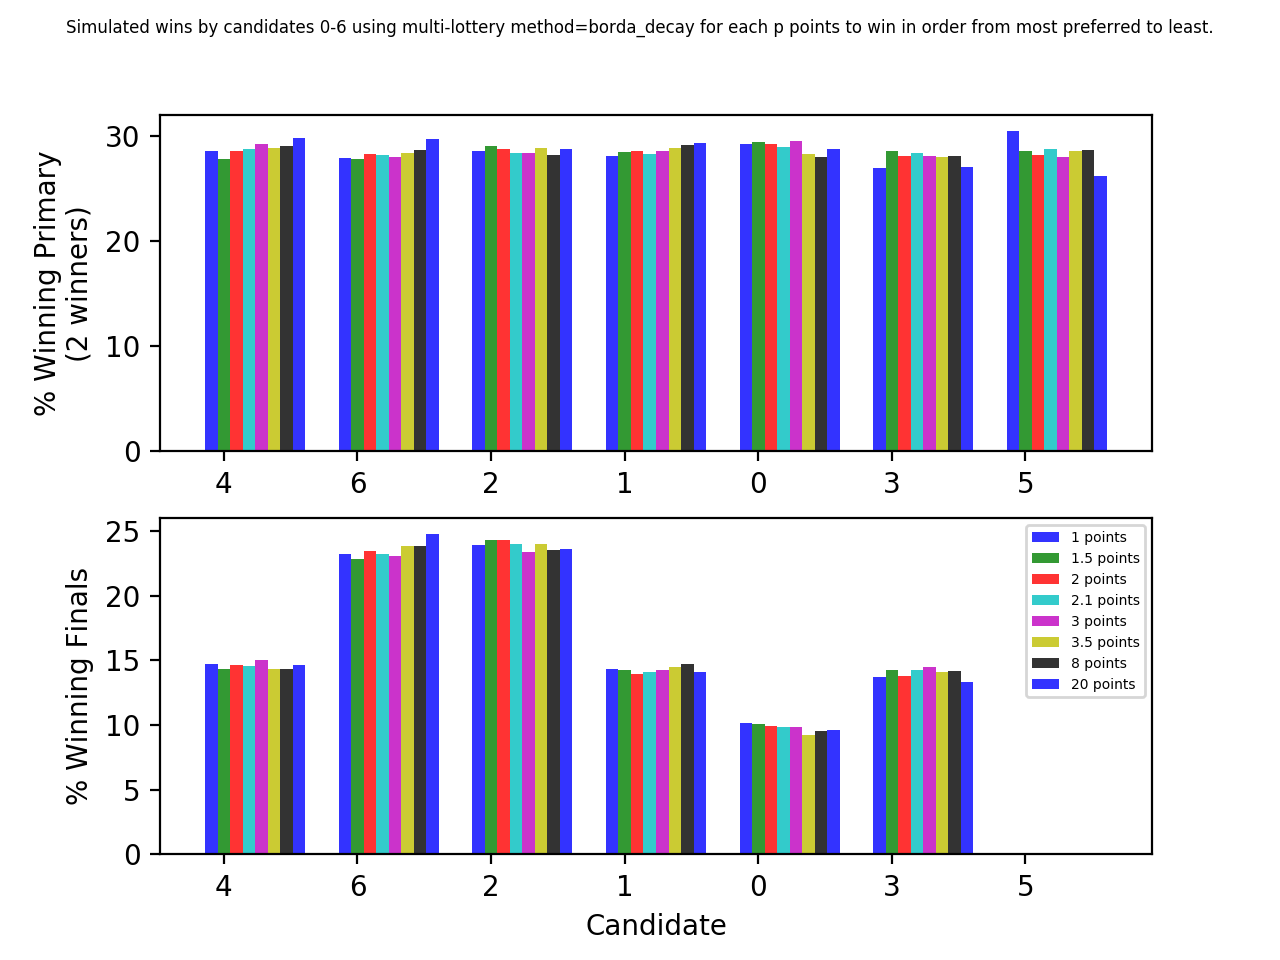 Simulated wins by candidates 0-6 using multi-lottery method=borda_decay for each p points to win in order from most preferred to least.
% Winning Primary
(2 winners)
30
20
10
0
4 6 2 1 0 3 5
% Winning Finals
25
20
15
10
5
0
1 points
1.5 points
2 points
2.1 points
3 points
3.5 points
8 points
20 points
4 6 2 1 0 3 5
Candidate